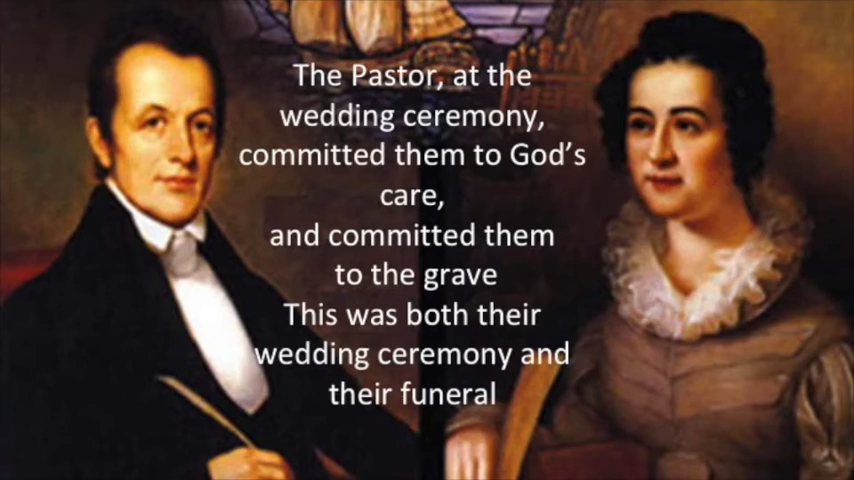 The Pastor, at the
wedding ceremony,
committed them to God's
care,
and committed them
to the grave
This was both their
wedding ceremony and
their funeral